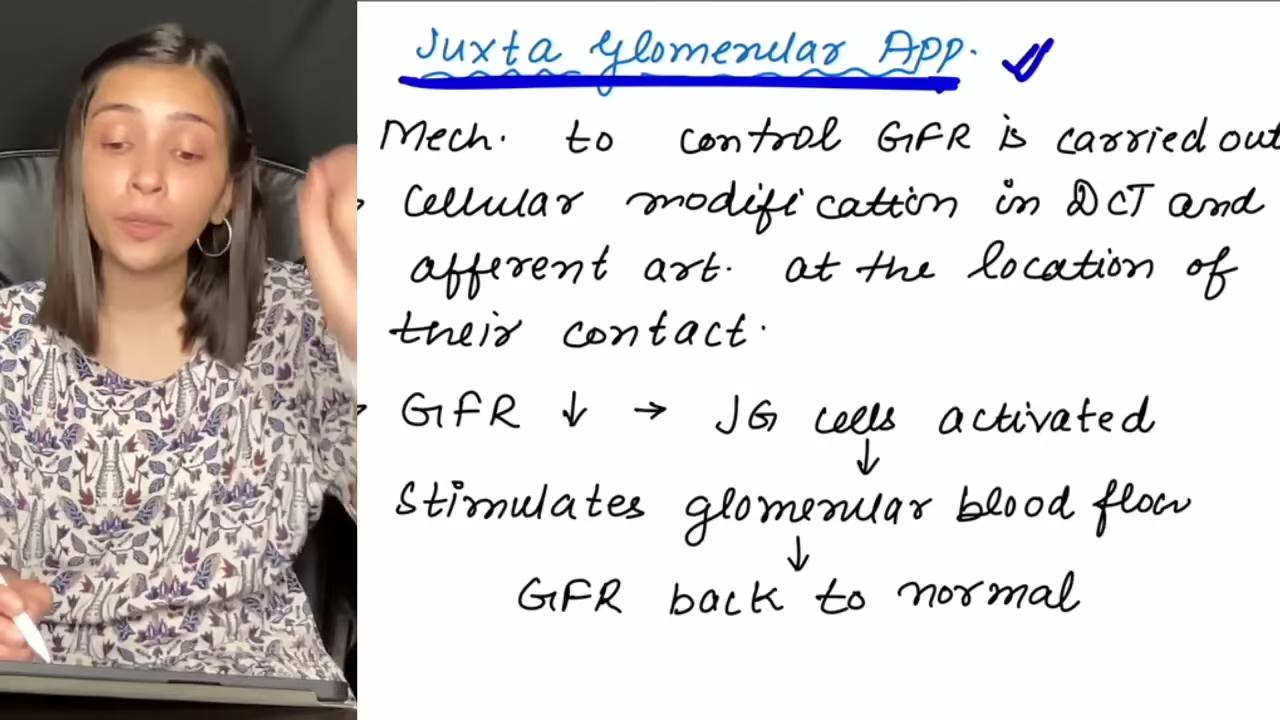 Juxta Glomerular App.
Mech. to control GFR is carried out
Cellular modification in DCT and
afferent art. at the location of
their contact.
GFR ↓ → JG cells activated
↓
Stimulates glomerular blood flow
↓
GFR back to normal